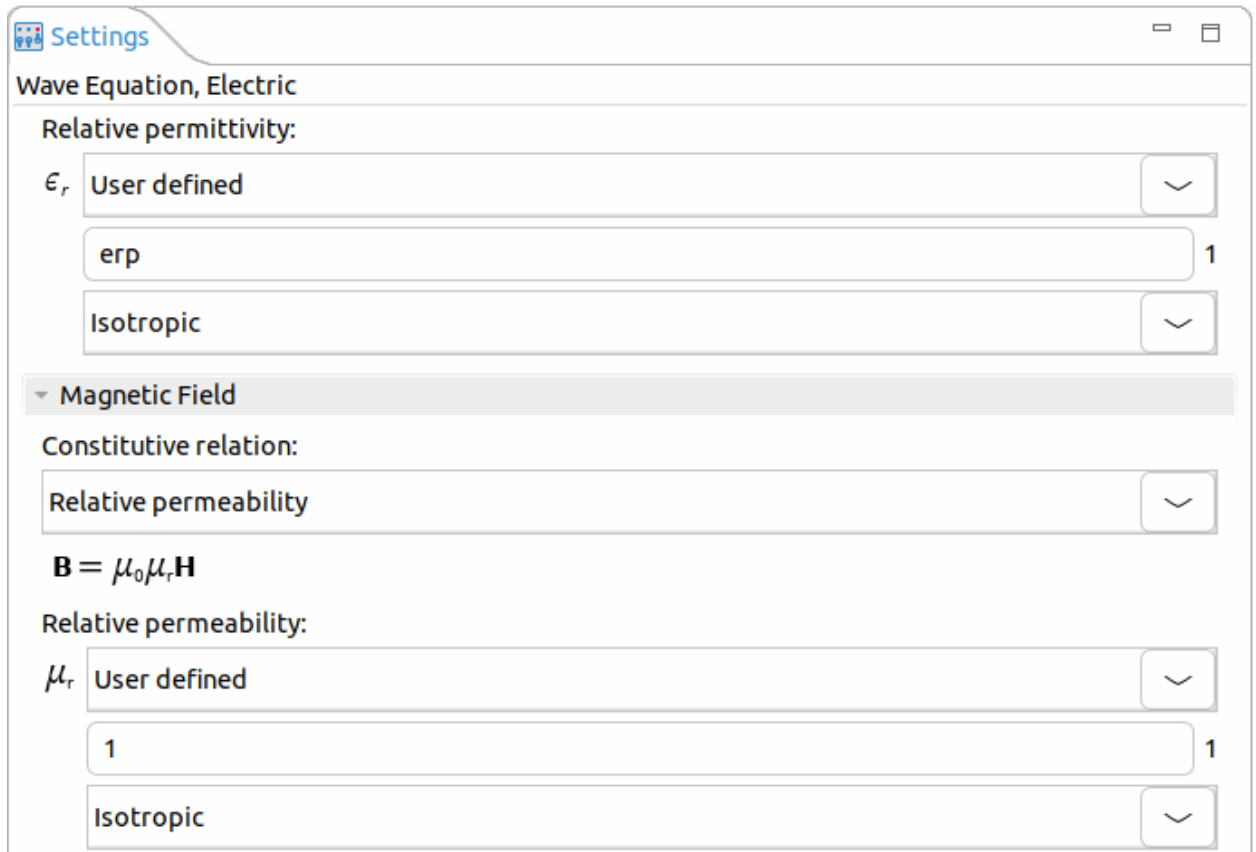 Settings
Wave Equation, Electric
Relative permittivity:
ϵr User defined
erp 1
Isotropic
Magnetic Field
Constitutive relation:
Relative permeability
B = μ0μrH
Relative permeability:
μr User defined
1 1
Isotropic